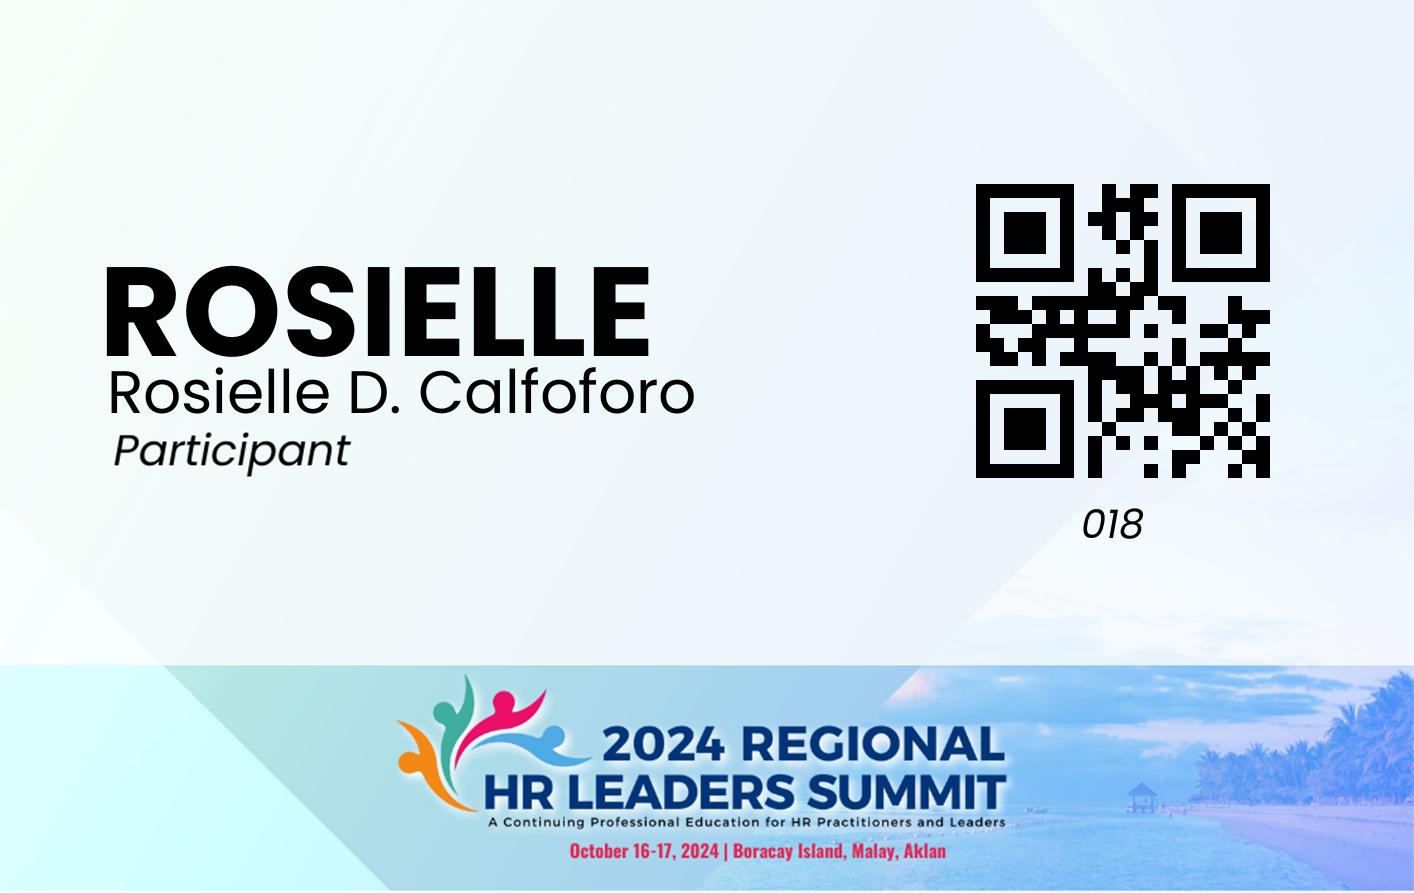 ROSIELLE
Rosielle D. Calfoforo
Participant
018
2024 REGIONAL
HR LEADERS SUMMIT
A Continuing Professional Education for HR Practitioners and Leaders
October 16-17, 2024 | Boracay Island, Malay, Aklan